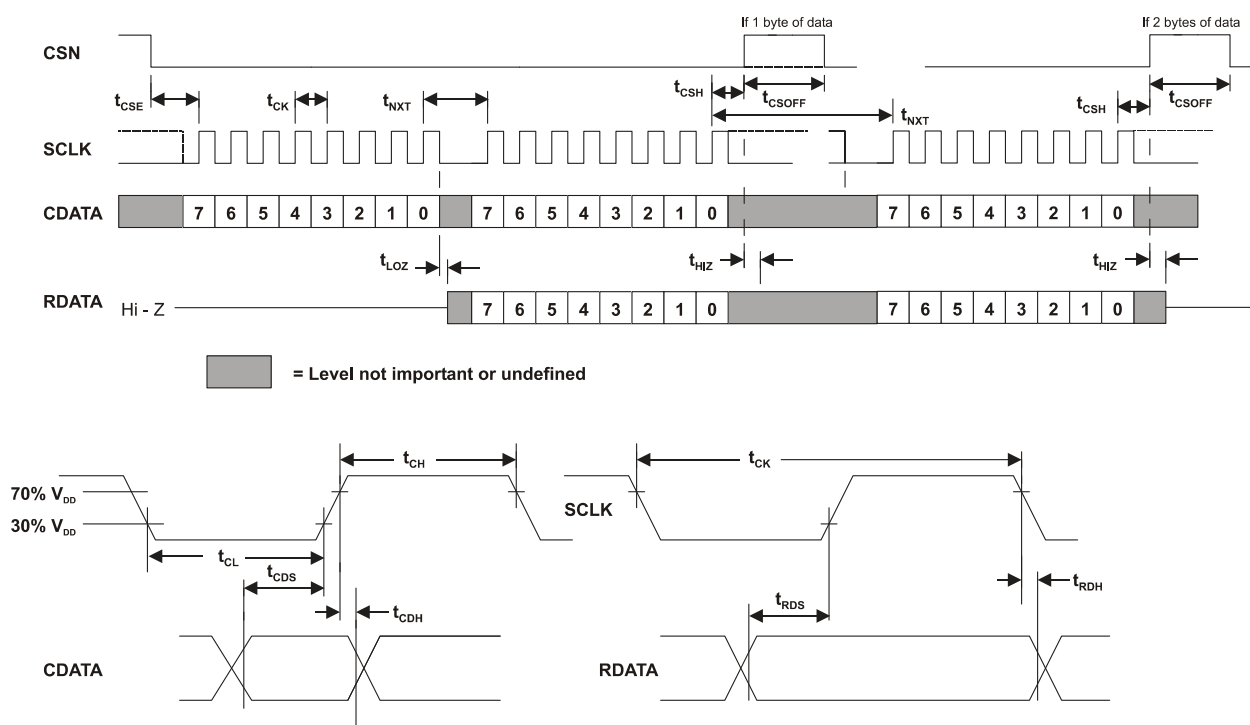 If 1 byte of data
If 2 bytes of data
CSN
tCSE
tCK
tNXT
tCSH
tCSOFF
tNXT
tCSH
tCSOFF
SCLK
CDATA
7 6 5 4 3 2 1 0 7 6 5 4 3 2 1 0 7 6 5 4 3 2 1 0
tLOZ
tHIZ
tHIZ
RDATA
Hi - Z
7 6 5 4 3 2 1 0 7 6 5 4 3 2 1 0
= Level not important or undefined
tCH
tCK
70% VDD
30% VDD
SCLK
tCL
tCDS
tCDH
tRDS
tRDH
CDATA
RDATA